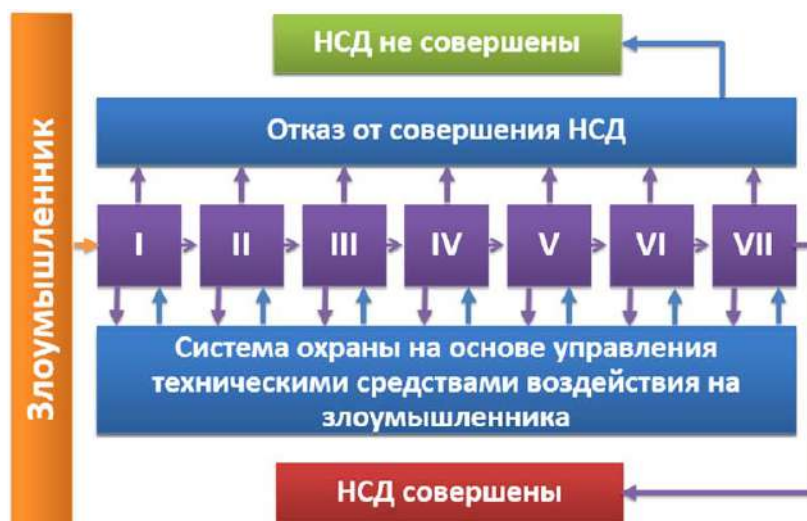 Злоумышленник
НСД не совершены
Отказ от совершения НСД
I II III IV V VI VII
Система охраны на основе управления
техническими средствами воздействия на
злоумышленника
НСД совершены